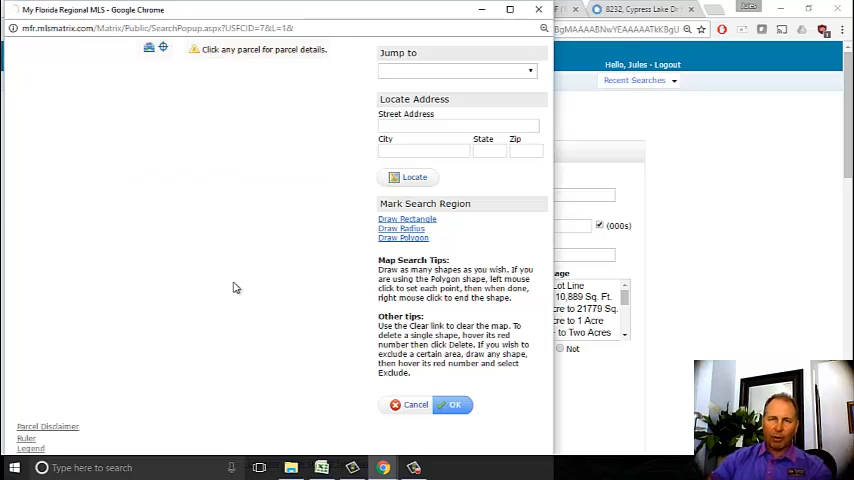 My Florida Regional MLS - Google Chrome
mfr.mlsmatrix.com/Matrix/Public/SearchPopup.aspx?USFCID=7&L=1&
Click any parcel for parcel details.
Jump to
Locate Address
Street Address
City State Zip
Locate
Mark Search Region
Draw Rectangle
Draw Radius
Draw Polygon
Map Search Tips:
Draw as many shapes as you wish. If you
are using the Polygon shape, left mouse
click to set each point, then when done,
right mouse click to end the shape.
Other tips:
Use the Clear link to clear the map. To
delete a single shape, hover its red
number then click Delete. If you wish to
exclude a certain area, draw any shape,
then hover its red number and select
Exclude.
Cancel OK
Parcel Disclaimer
Ruler
Legend
8232, Cypress Lake Dr
Jules
Hello, Jules - Logout
Recent Searches
(000s)
Lot Line
10,889 Sq. Ft.
cre to 21779 Sq.
cre to 1 Acre
- to Two Acres
Not
Type here to search